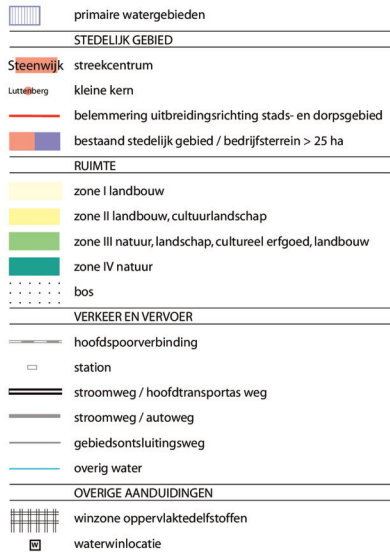 primaire watergebieden
STEDELIJK GEBIED
Steenwijk streekcentrum
Luttenberg kleine kern
belemmering uitbreidingsrichting stads- en dorpsgebied
bestaand stedelijk gebied / bedrijfsterrein > 25 ha
RUIMTE
zone I landbouw
zone II landbouw, cultuurlandschap
zone III natuur, landschap, cultureel erfgoed, landbouw
zone IV natuur
bos
VERKEER EN VERVOER
hoofdspoorverbinding
station
stroomweg / hoofdtransportas weg
stroomweg / autoweg
gebiedsontsluitingsweg
overig water
OVERIGE AANDUIDINGEN
winzone oppervlaktedelfstoffen
W waterwinlocatie